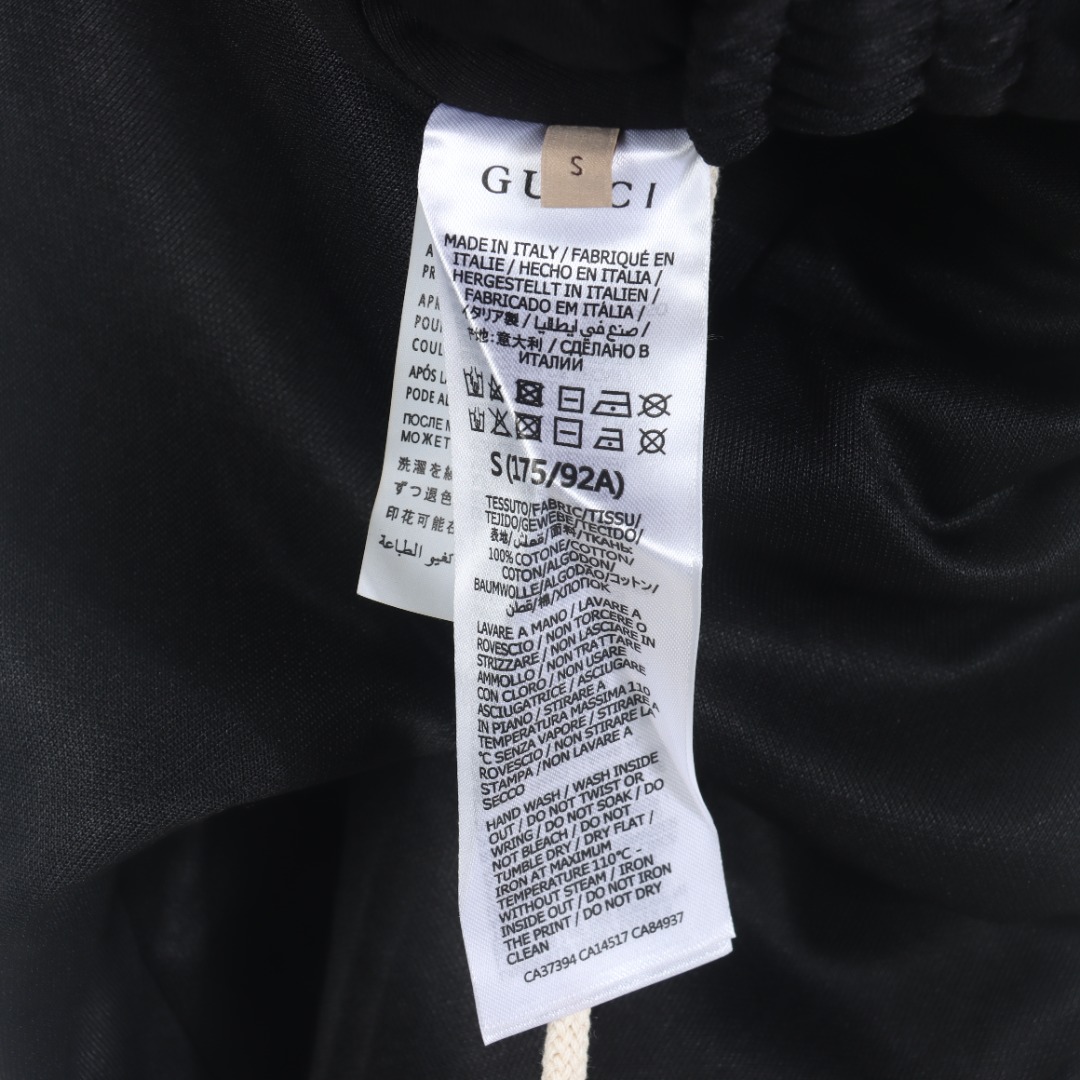 S
GUCCI
MADE IN ITALY / FABRIQUÉ EN
ITALIE / HECHO EN ITALIA /
HERGESTELLT IN ITALIEN /
FABRICADO EM ITÁLIA /
イタリア製 / صنع في إيطاليا /
地: 意大利 / СДЕЛАНО В
ИТАЛИИ
S (175/92A)
TESSUTO/FABRIC/TISSU/
TEJIDO/GEWEBE/TECIDO/
表地/قماش/面料/ТКАНЬ
100% COTONE/COTTON/
COTON/ALGODON/
BAUMWOLLE/ALGODÃO/コットン/
قطن/棉/ХЛОПОК
LAVARE A MANO / LAVARE A
ROVESCIO / NON TORCERE O
STRIZZARE / NON LASCIARE IN
AMMOLLO / NON TRATTARE
CON CLORO / NON USARE
ASCIUGATRICE / ASCIUGARE
IN PIANO / STIRARE A
TEMPERATURA MASSIMA 110
°C SENZA VAPORE / STIRARE A
ROVESCIO / NON STIRARE LA
STAMPA / NON LAVARE A
SECCO
HAND WASH / WASH INSIDE
OUT / DO NOT TWIST OR
WRING / DO NOT SOAK / DO
NOT BLEACH / DO NOT
TUMBLE DRY / DRY FLAT /
IRON AT MAXIMUM
TEMPERATURE 110°C -
WITHOUT STEAM / IRON
INSIDE OUT / DO NOT IRON
THE PRINT / DO NOT DRY
CLEAN
CA37394 CA14517 CA84937
A
PR
APR
POU
COUL
APÓS L
PODE AL
ПОСЛЕ
МОЖЕТ
洗濯を
ずつ退色
印花可能
الطباعة